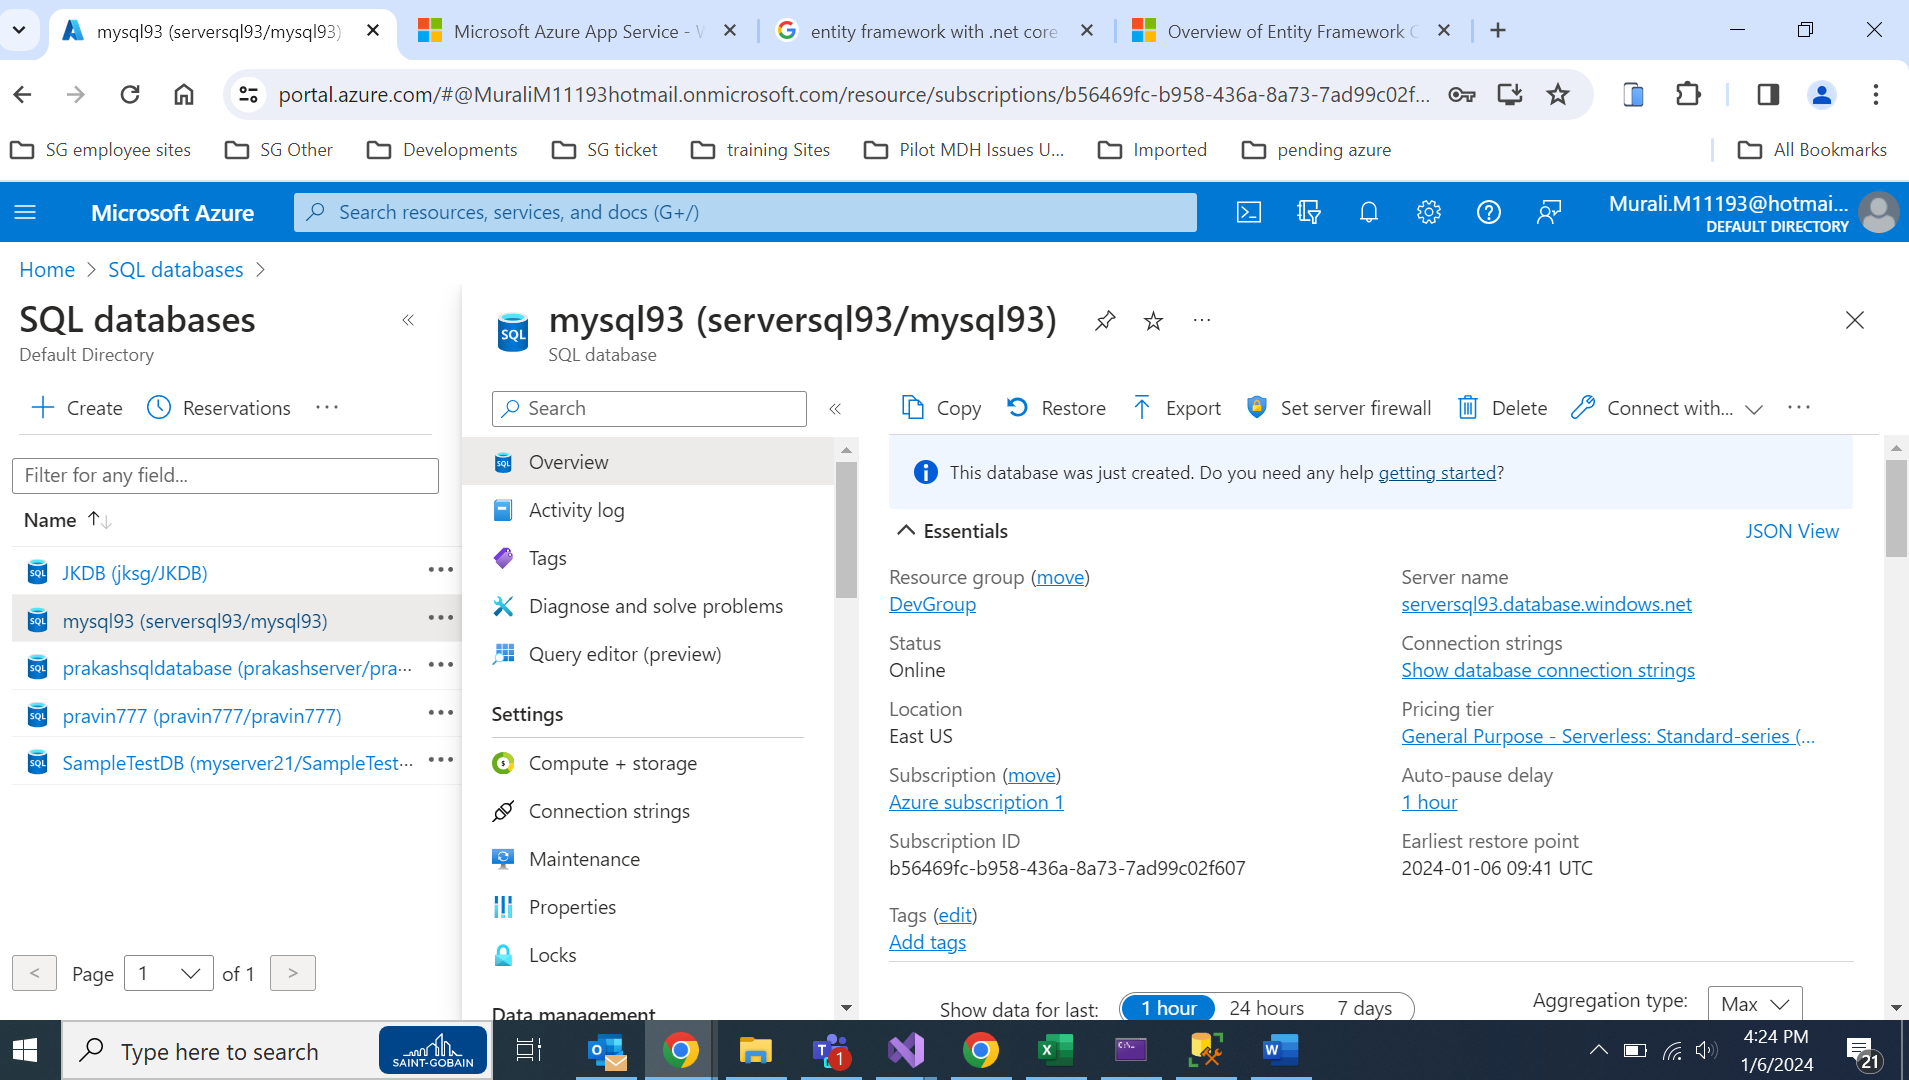 mysql93 (serversql93/mysql93)
Microsoft Azure App Service -
entity framework with .net core
Overview of Entity Framework
portal.azure.com/#@MuraliM11193hotmail.onmicrosoft.com/resource/subscriptions/b56469fc-b958-436a-8a73-7ad99c02f...
SG employee sites
SG Other
Developments
SG ticket
training Sites
Pilot MDH Issues U...
Imported
pending azure
All Bookmarks
Microsoft Azure
Search resources, services, and docs (G+/)
Murali.M11193@hotmai...
DEFAULT DIRECTORY
Home > SQL databases >
SQL databases
Default Directory
Create
Reservations
...
Filter for any field...
Name
JKDB (jksg/JKDB)
mysql93 (serversql93/mysql93)
prakashsqldatabase (prakashserver/pra...
pravin777 (pravin777/pravin777)
SampleTestDB (myserver21/SampleTest...
< Page 1 of 1 >
mysql93 (serversql93/mysql93)
SQL database
Search
Overview
Activity log
Tags
Diagnose and solve problems
Query editor (preview)
Settings
Compute + storage
Connection strings
Maintenance
Properties
Locks
Data management
Copy
Restore
Export
Set server firewall
Delete
Connect with...
...
This database was just created. Do you need any help getting started?
Essentials
JSON View
Resource group (move)
DevGroup
Status
Online
Location
East US
Subscription (move)
Azure subscription 1
Subscription ID
b56469fc-b958-436a-8a73-7ad99c02f607
Tags (edit)
Add tags
Server name
serversql93.database.windows.net
Connection strings
Show database connection strings
Pricing tier
General Purpose - Serverless: Standard-series (...
Auto-pause delay
1 hour
Earliest restore point
2024-01-06 09:41 UTC
Show data for last:
1 hour
24 hours
7 days
Aggregation type:
Max
Type here to search
SAINT-GOBAIN
1
4:24 PM
1/6/2024
21